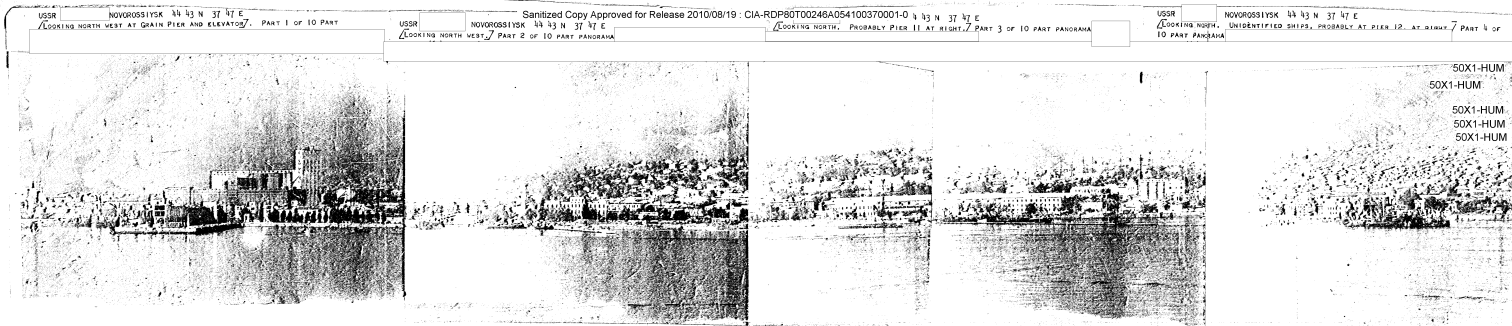 Sanitized Copy Approved for Release 2010/08/19 : CIA-RDP80T00246A054100370001-0
USSR NOVOROSSIYSK 44 43 N 37 47 E
[LOOKING NORTH WEST AT GRAIN PIER AND ELEVATOR]. PART 1 OF 10 PART
USSR NOVOROSSIYSK 44 43 N 37 47 E
[LOOKING NORTH WEST.] PART 2 OF 10 PART PANORAMA
4 43 N 37 47 E
[LOOKING NORTH. PROBABLY PIER 11 AT RIGHT.] PART 3 OF 10 PART PANORAMA
USSR NOVOROSSIYSK 44 43 N 37 47 E
[LOOKING NORTH. UNIDENTIFIED SHIPS, PROBABLY AT PIER 12, AT RIGHT] PART 4 OF
10 PART PANORAMA
50X1-HUM
50X1-HUM
50X1-HUM
50X1-HUM
50X1-HUM